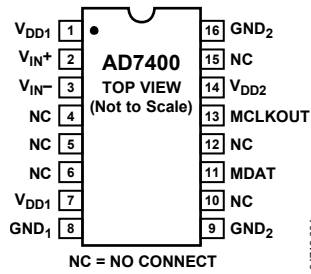 VDD1 1 16 GND2
VIN+ 2 AD7400 15 NC
VIN– 3 TOP VIEW 14 VDD2
NC 4 (Not to Scale) 13 MCLKOUT
NC 5 12 NC
NC 6 11 MDAT
VDD1 7 10 NC
GND1 8 9 GND2
NC = NO CONNECT